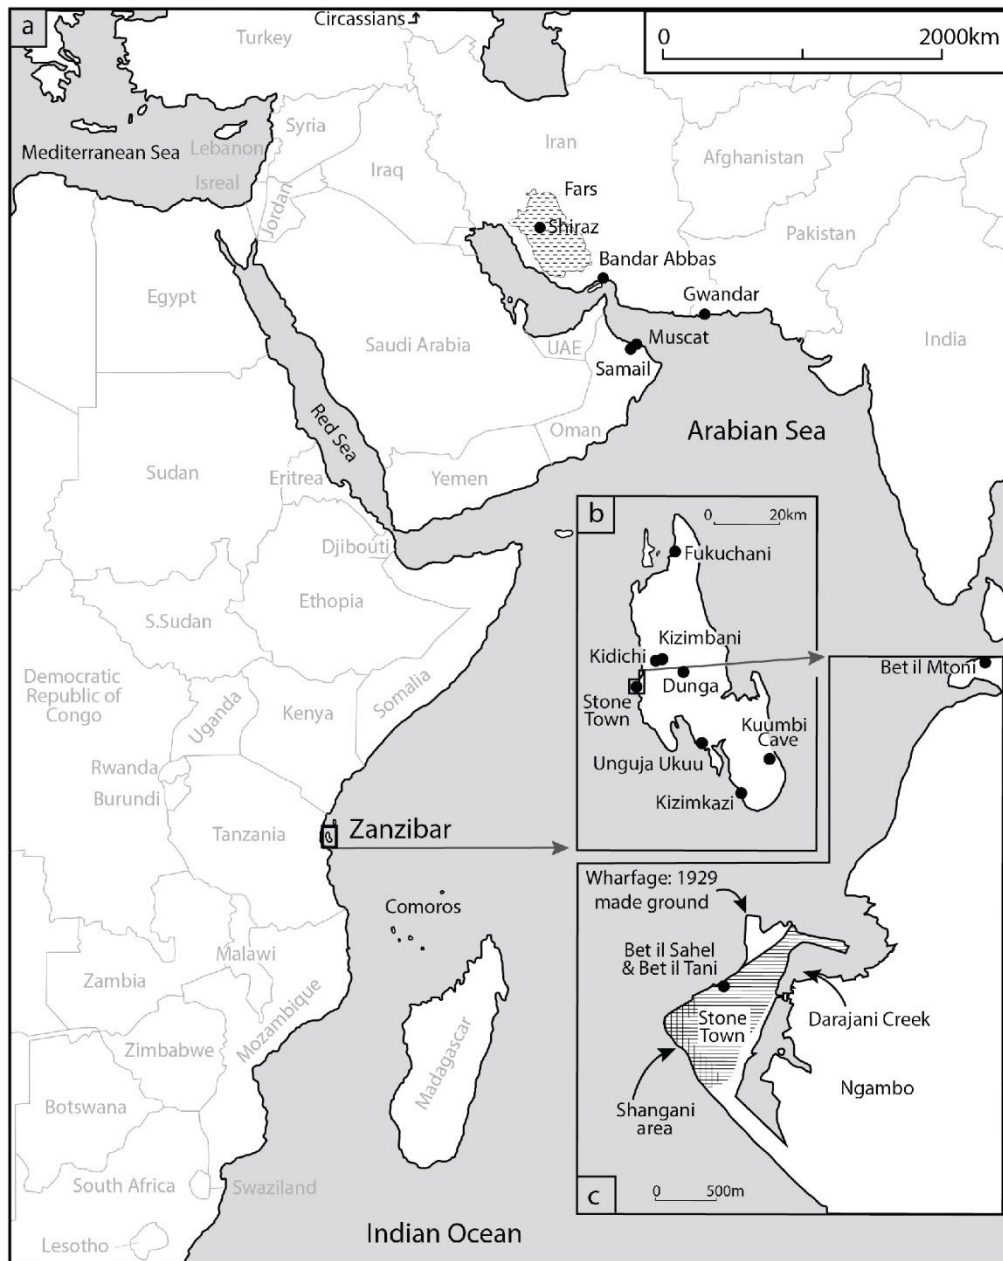 a
Circassians
0 2000km
Turkey
Syria
Lebanon
Mediterranean Sea
Isreal
Jordan
Iraq
Iran
Afghanistan
Fars
Shiraz
Pakistan
Bandar Abbas
Gwandar
Egypt
Saudi Arabia
UAE
Muscat
Samail
India
Red Sea
Oman
Arabian Sea
Yemen
Sudan
Eritrea
Djibouti
Ethiopia
S.Sudan
Somalia
Democratic
Republic of
Congo
Uganda
Kenya
Rwanda
Burundi
Tanzania
Zanzibar
Comoros
Malawi
Zambia
Mozambique
Zimbabwe
Madagascar
Botswana
South Africa
Swaziland
Lesotho
Indian Ocean
b
0 20km
Fukuchani
Kizimbani
Kidichi
Dunga
Stone
Town
Kuumbi
Cave
Unguja Ukuu
Kizimkazi
Bet il Mtoni
Wharfage: 1929
made ground
Bet il Sahel
& Bet il Tani
Stone
Town
Darajani Creek
Ngambo
Shangani
area
c
0 500m